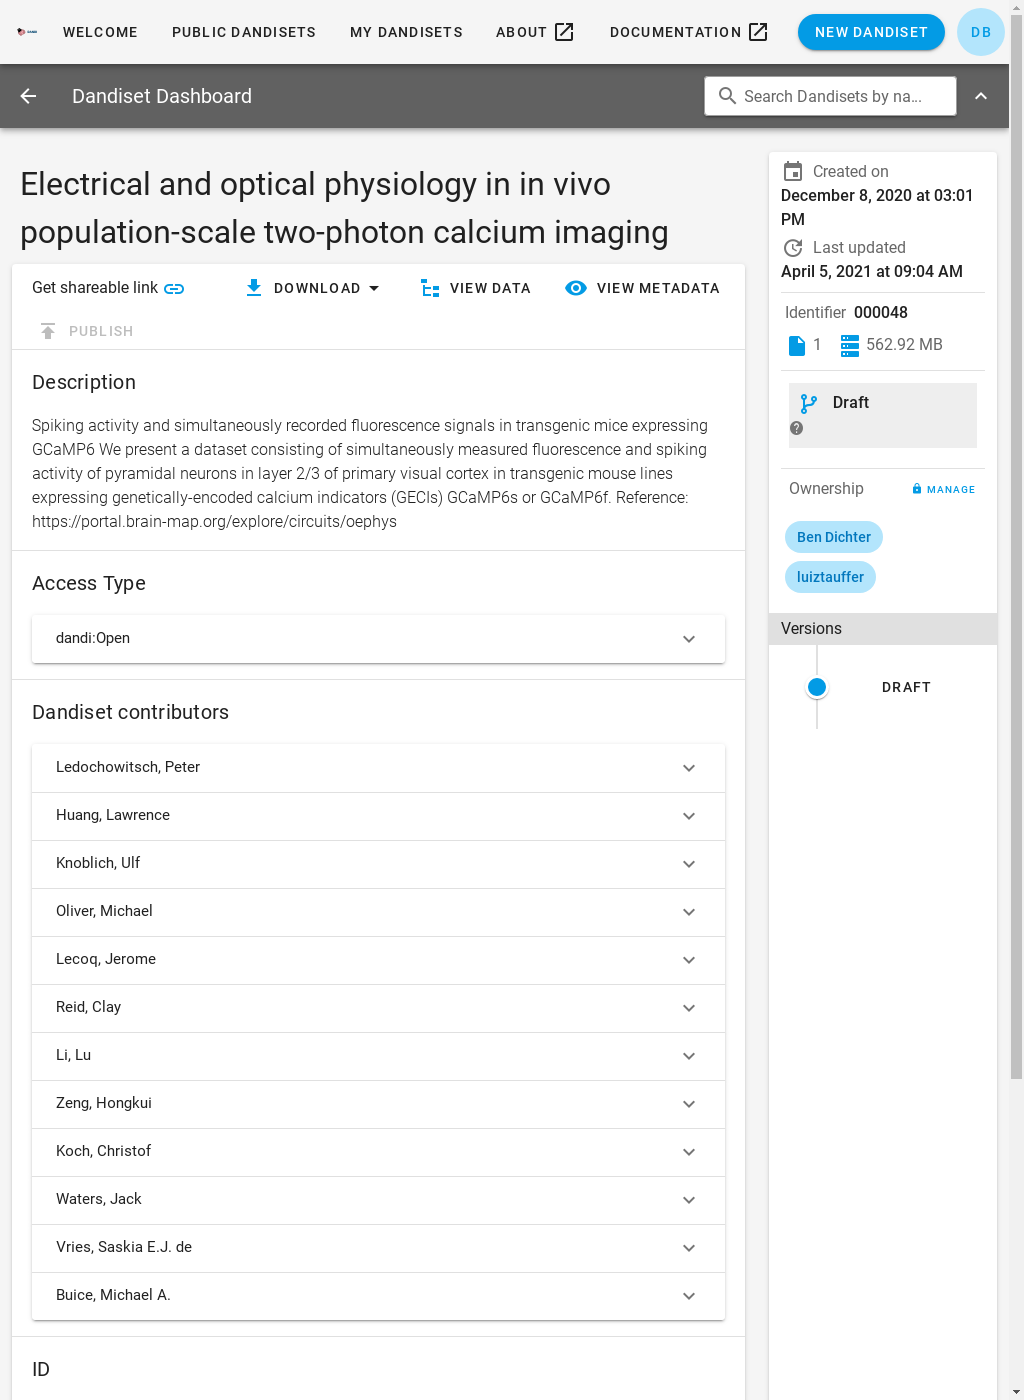 WELCOME PUBLIC DANDISETS MY DANDISETS ABOUT DOCUMENTATION NEW DANDISET DB
Dandiset Dashboard Search Dandisets by na...
Electrical and optical physiology in in vivo
population-scale two-photon calcium imaging
Get shareable link DOWNLOAD VIEW DATA VIEW METADATA
PUBLISH
Description
Spiking activity and simultaneously recorded fluorescence signals in transgenic mice expressing
GCaMP6 We present a dataset consisting of simultaneously measured fluorescence and spiking
activity of pyramidal neurons in layer 2/3 of primary visual cortex in transgenic mouse lines
expressing genetically-encoded calcium indicators (GECIs) GCaMP6s or GCaMP6f. Reference:
https://portal.brain-map.org/explore/circuits/oephys
Access Type
dandi:Open
Dandiset contributors
Ledochowitsch, Peter
Huang, Lawrence
Knoblich, Ulf
Oliver, Michael
Lecoq, Jerome
Reid, Clay
Li, Lu
Zeng, Hongkui
Koch, Christof
Waters, Jack
Vries, Saskia E.J. de
Buice, Michael A.
ID
Created on
December 8, 2020 at 03:01
PM
Last updated
April 5, 2021 at 09:04 AM
Identifier 000048
1 562.92 MB
Draft
Ownership MANAGE
Ben Dichter
luiztauffer
Versions
DRAFT